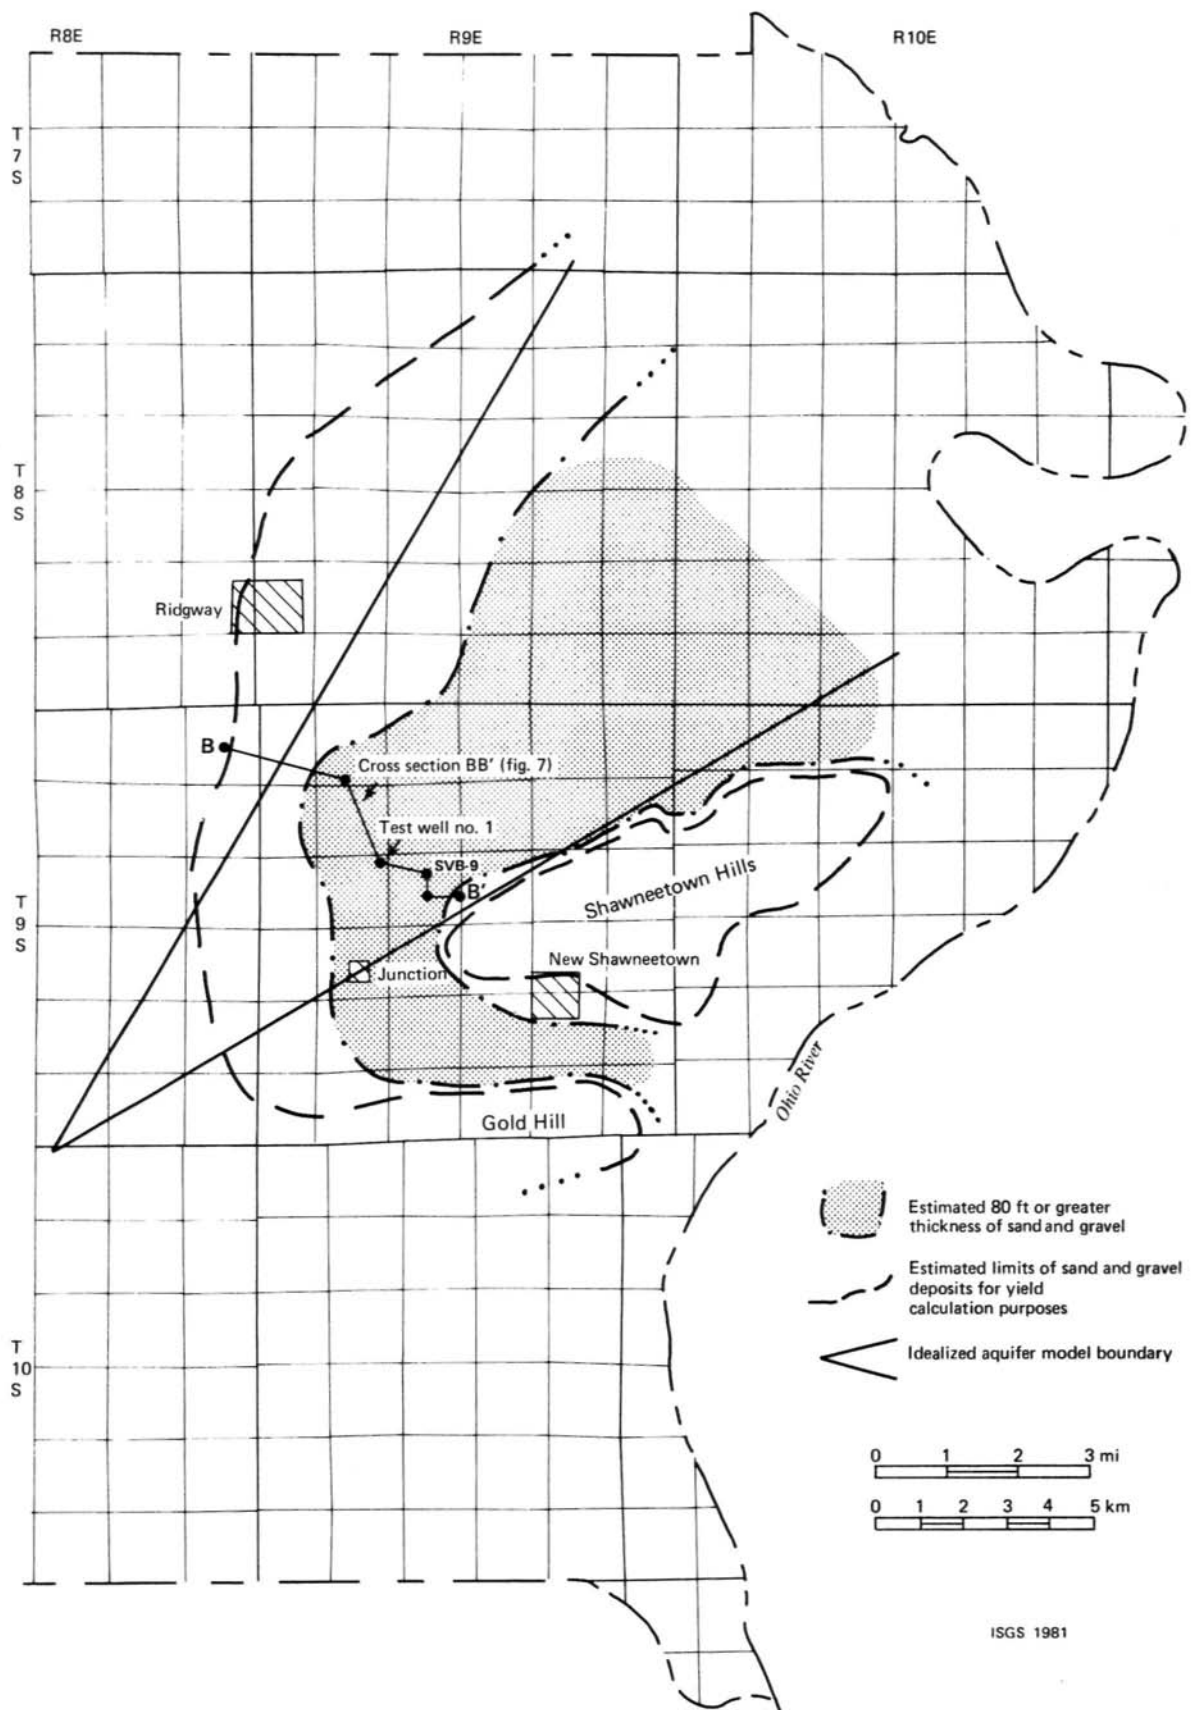 R8E
R9E
R10E
T
7
S
T
8
S
Ridgway
B
Cross section BB' (fig. 7)
Test well no. 1
SVB-9
B'
Shawneetown Hills
T
9
S
New Shawneetown
Junction
Ohio River
Gold Hill
Estimated 80 ft or greater
thickness of sand and gravel
Estimated limits of sand and gravel
deposits for yield
calculation purposes
Idealized aquifer model boundary
T
10
S
0 1 2 3 mi
0 1 2 3 4 5 km
ISGS 1981